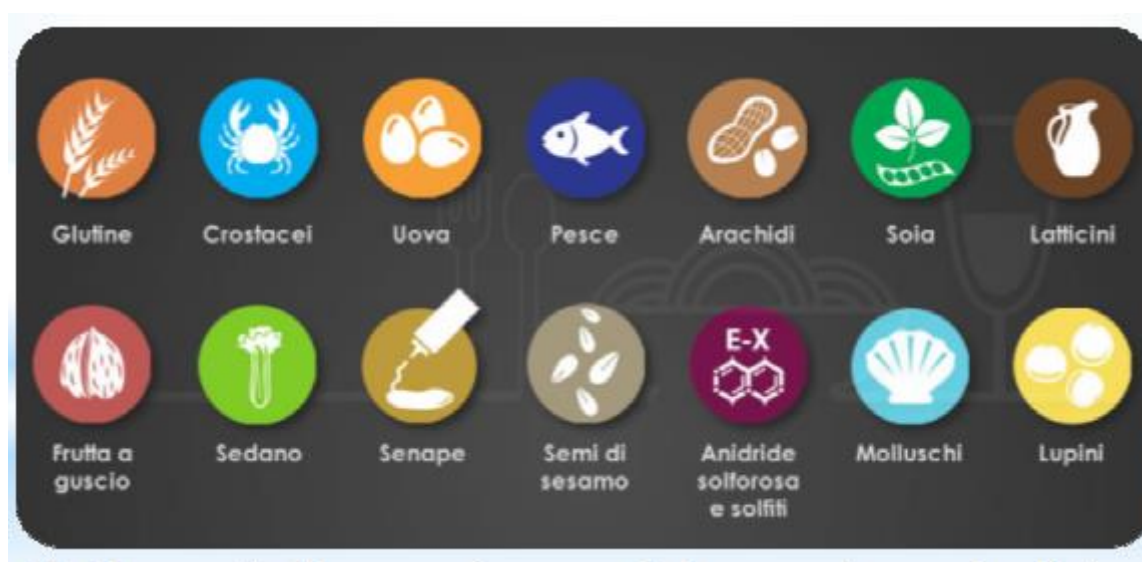 Glutine
Crostacei
Uova
Pesce
Arachidi
Soia
Latticini
Frutta a
guscio
Sedano
Senape
Semi di
sesamo
E-X
Anidride
solforosa
e solfiti
Molluschi
Lupini